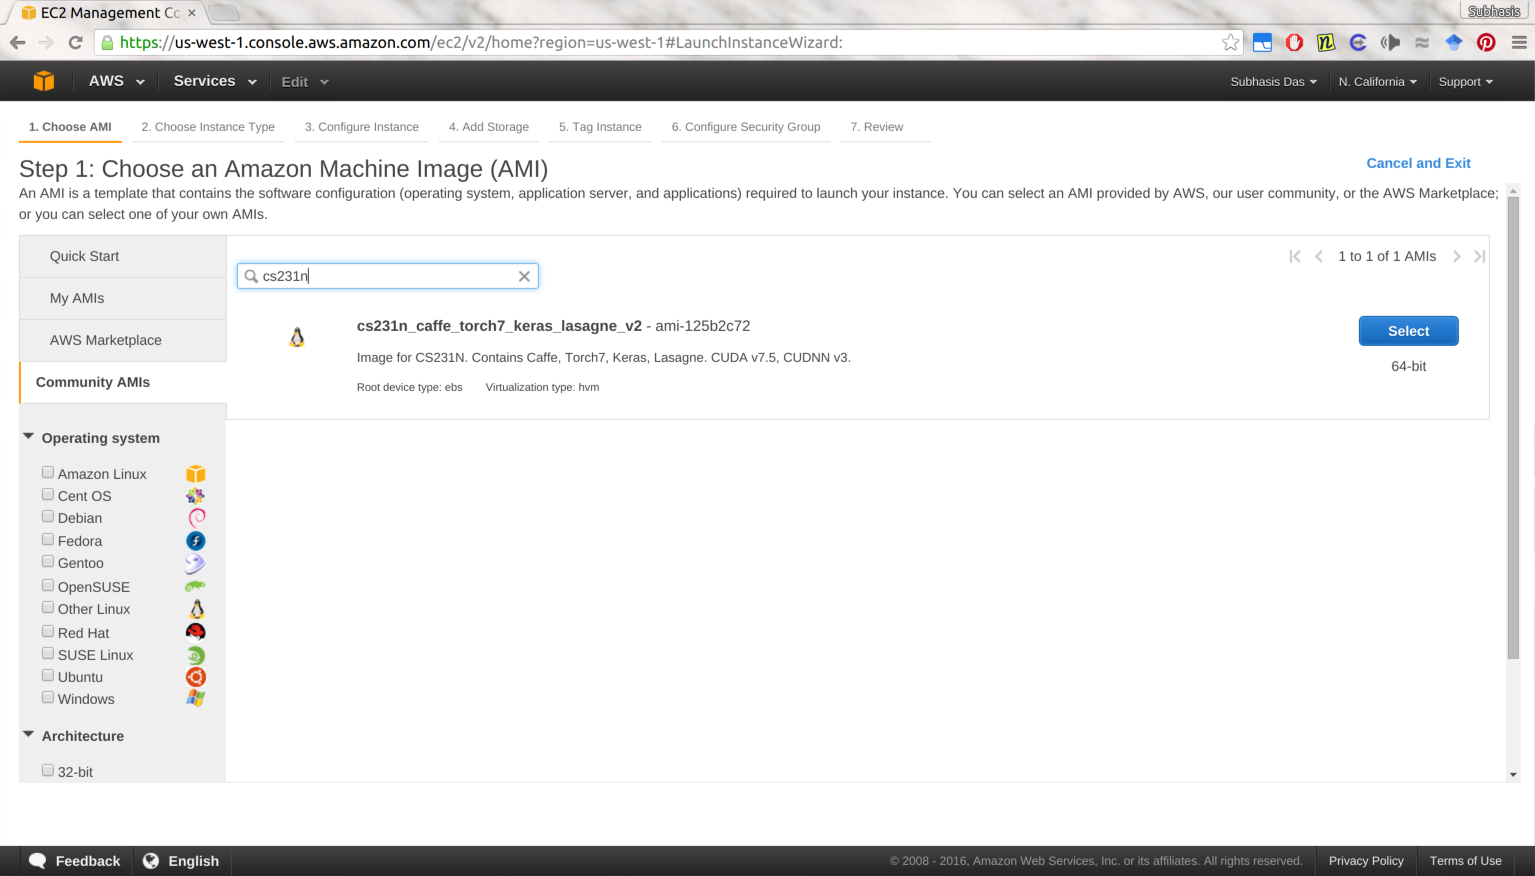 EC2 Management Co ×
Subhasis
https://us-west-1.console.aws.amazon.com/ec2/v2/home?region=us-west-1#LaunchInstanceWizard:
AWS Services Edit Subhasis Das N. California Support
1. Choose AMI 2. Choose Instance Type 3. Configure Instance 4. Add Storage 5. Tag Instance 6. Configure Security Group 7. Review
Step 1: Choose an Amazon Machine Image (AMI)
Cancel and Exit
An AMI is a template that contains the software configuration (operating system, application server, and applications) required to launch your instance. You can select an AMI provided by AWS, our user community, or the AWS Marketplace;
or you can select one of your own AMIs.
Quick Start
My AMIs
AWS Marketplace
Community AMIs
1 to 1 of 1 AMIs
cs231n
cs231n_caffe_torch7_keras_lasagne_v2 - ami-125b2c72
Image for CS231N. Contains Caffe, Torch7, Keras, Lasagne. CUDA v7.5, CUDNN v3.
Root device type: ebs Virtualization type: hvm
Select
64-bit
Operating system
Amazon Linux
Cent OS
Debian
Fedora
Gentoo
OpenSUSE
Other Linux
Red Hat
SUSE Linux
Ubuntu
Windows
Architecture
32-bit
Feedback English © 2008 - 2016, Amazon Web Services, Inc. or its affiliates. All rights reserved. Privacy Policy Terms of Use